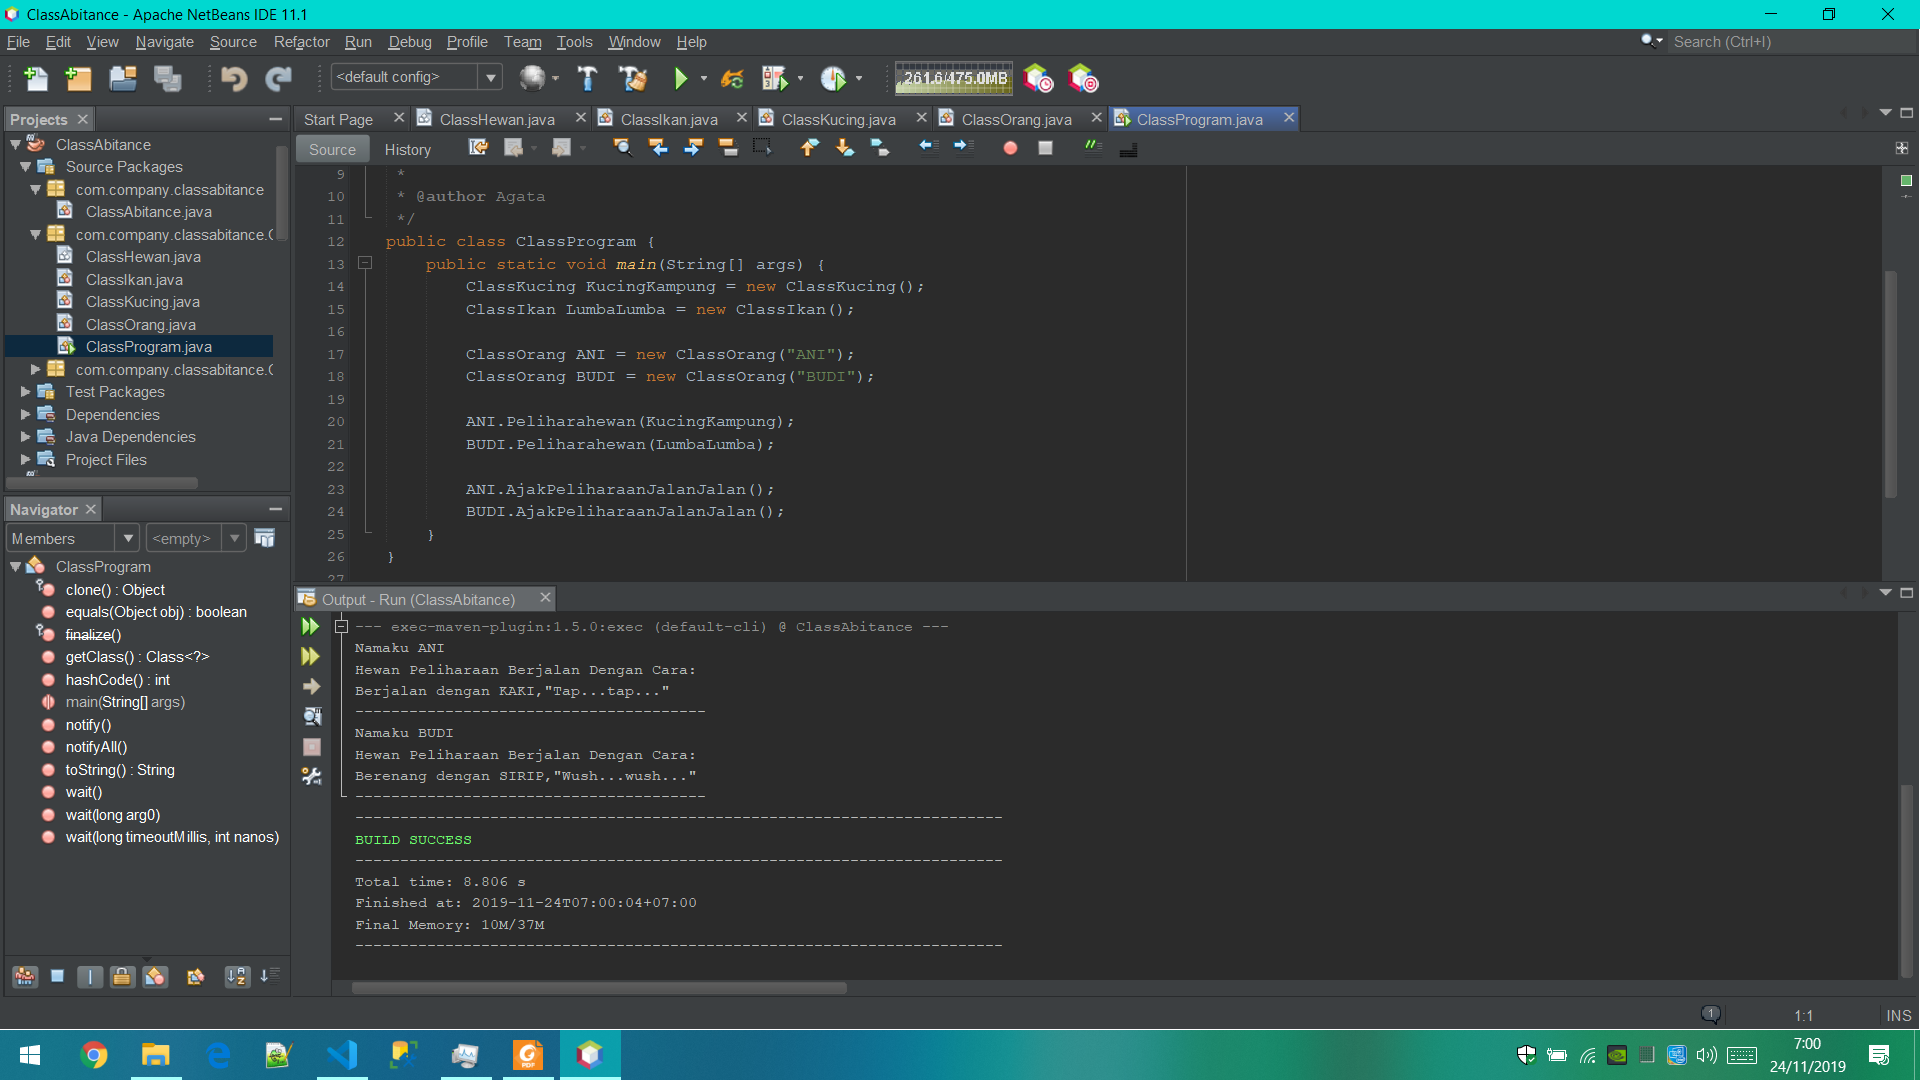 ClassAbitance - Apache NetBeans IDE 11.1
File Edit View Navigate Source Refactor Run Debug Profile Team Tools Window Help
Search (Ctrl+I)
<default config>
261.6/475.0MB
Projects
Start Page ClassHewan.java ClassIkan.java ClassKucing.java ClassOrang.java ClassProgram.java
Source History
ClassAbitance
Source Packages
com.company.classabitance
ClassAbitance.java
com.company.classabitance.C
ClassHewan.java
ClassIkan.java
ClassKucing.java
ClassOrang.java
ClassProgram.java
com.company.classabitance.C
Test Packages
Dependencies
Java Dependencies
Project Files
9 *
10 * @author Agata
11 */
12 public class ClassProgram {
13 public static void main(String[] args) {
14 ClassKucing KucingKampung = new ClassKucing();
15 ClassIkan LumbaLumba = new ClassIkan();
16
17 ClassOrang ANI = new ClassOrang("ANI");
18 ClassOrang BUDI = new ClassOrang("BUDI");
19
20 ANI.Peliharahewan(KucingKampung);
21 BUDI.Peliharahewan(LumbaLumba);
22
23 ANI.AjakPeliharaanJalanJalan();
24 BUDI.AjakPeliharaanJalanJalan();
25 }
26 }
27
Navigator
Members <empty>
ClassProgram
clone() : Object
equals(Object obj) : boolean
finalize()
getClass() : Class<?>
hashCode() : int
main(String[] args)
notify()
notifyAll()
toString() : String
wait()
wait(long arg0)
wait(long timeoutMillis, int nanos)
Output - Run (ClassAbitance)
--- exec-maven-plugin:1.5.0:exec (default-cli) @ ClassAbitance ---
Namaku ANI
Hewan Peliharaan Berjalan Dengan Cara:
Berjalan dengan KAKI,"Tap...tap..."
---------------------------------------
Namaku BUDI
Hewan Peliharaan Berjalan Dengan Cara:
Berenang dengan SIRIP,"Wush...wush..."
---------------------------------------
------------------------------------------------------------------------
BUILD SUCCESS
------------------------------------------------------------------------
Total time: 8.806 s
Finished at: 2019-11-24T07:00:04+07:00
Final Memory: 10M/37M
------------------------------------------------------------------------
1
1:1
INS
7:00
24/11/2019